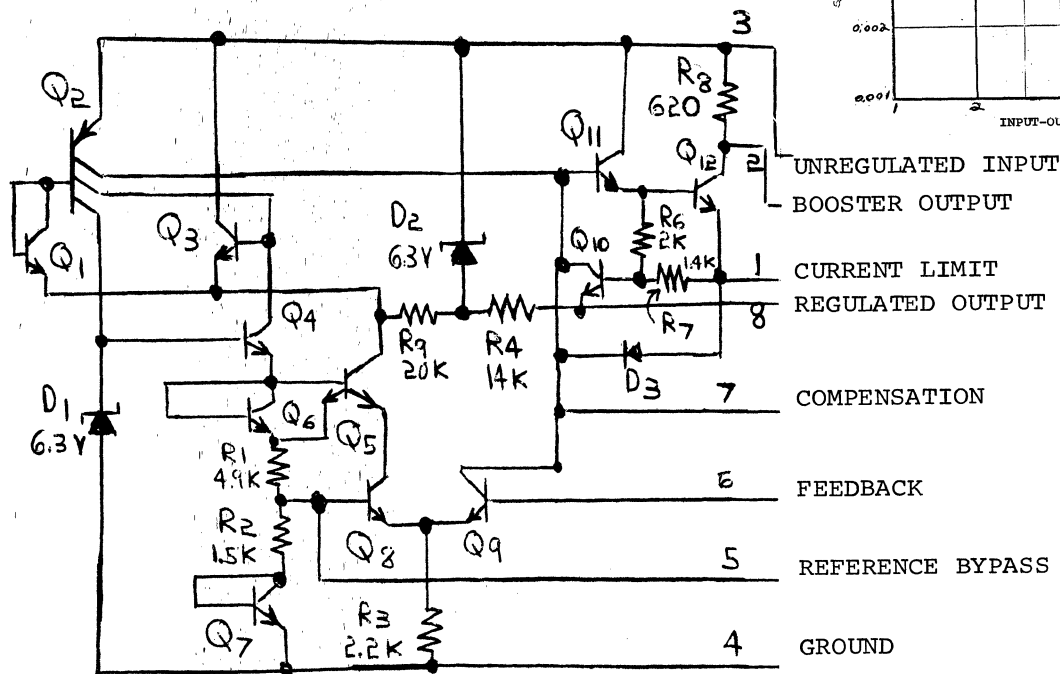 0.002
0.001
1
2
INPUT-OU
3
R8
620
Q2
Q11
Q12
2
UNREGULATED INPUT
BOOSTER OUTPUT
D2
6.3V
Q3
Q10
R6
2K
1.4K
1
CURRENT LIMIT
Q1
8
REGULATED OUTPUT
R7
Q4
R9
20K
R4
14K
D3
D1
6.3V
Q6
Q5
7
COMPENSATION
R1
4.9K
6
FEEDBACK
R2
1.5K
Q8
Q9
5
REFERENCE BYPASS
Q7
R3
2.2K
4
GROUND